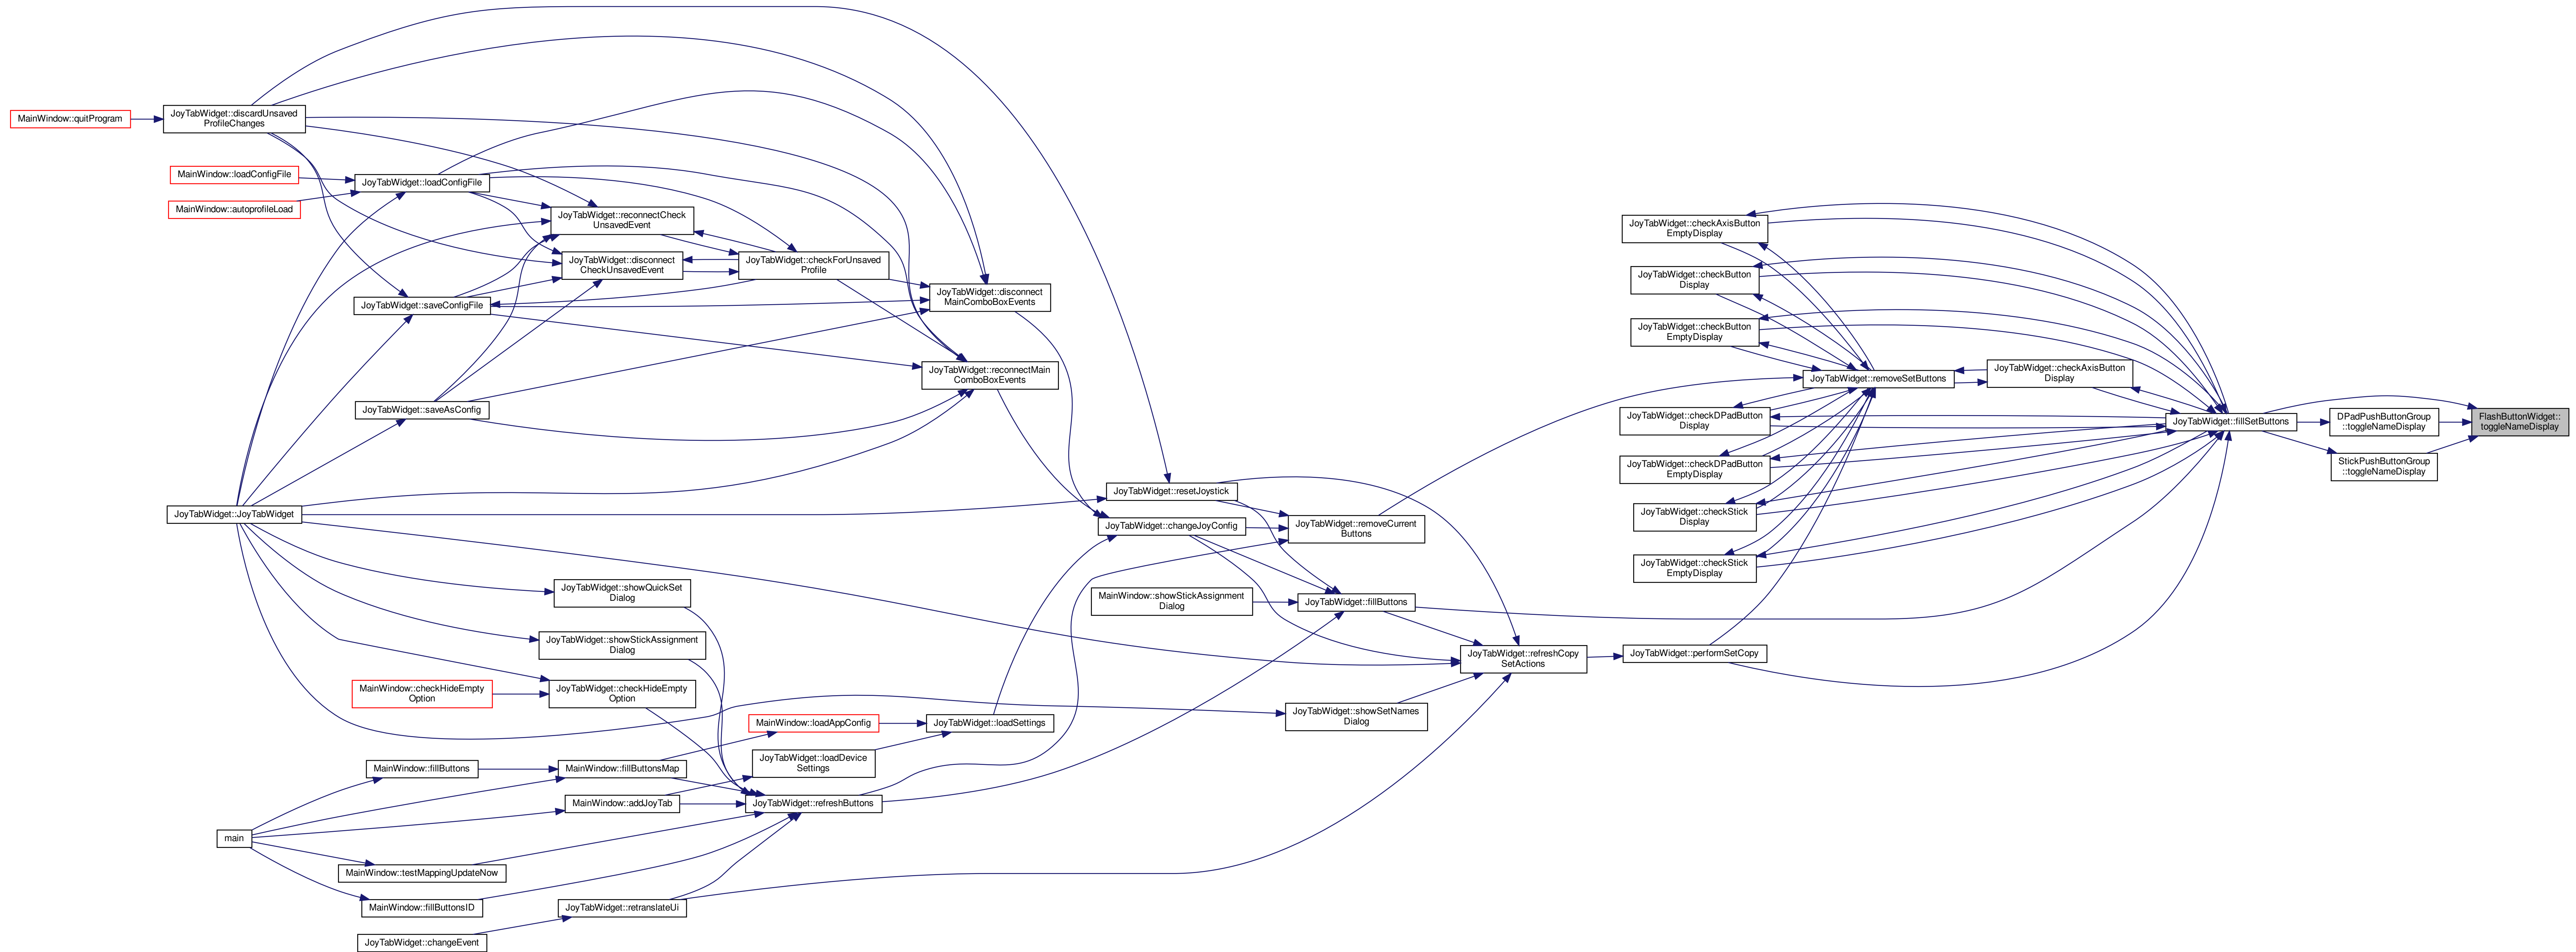 JoyTabWidget::discardUnsaved
ProfileChanges
MainWindow::quitProgram
MainWindow::loadConfigFile
JoyTabWidget::loadConfigFile
MainWindow::autoprofileLoad
JoyTabWidget::reconnectCheck
UnsavedEvent
JoyTabWidget::disconnect
CheckUnsavedEvent
JoyTabWidget::checkForUnsaved
Profile
JoyTabWidget::saveConfigFile
JoyTabWidget::disconnect
MainComboBoxEvents
JoyTabWidget::reconnectMain
ComboBoxEvents
JoyTabWidget::saveAsConfig
JoyTabWidget::JoyTabWidget
JoyTabWidget::resetJoystick
JoyTabWidget::changeJoyConfig
JoyTabWidget::removeCurrent
Buttons
JoyTabWidget::showQuickSet
Dialog
MainWindow::showStickAssignment
Dialog
JoyTabWidget::fillButtons
JoyTabWidget::showStickAssignment
Dialog
JoyTabWidget::refreshCopy
SetActions
JoyTabWidget::performSetCopy
MainWindow::checkHideEmpty
Option
JoyTabWidget::checkHideEmpty
Option
JoyTabWidget::showSetNames
Dialog
MainWindow::loadAppConfig
JoyTabWidget::loadSettings
JoyTabWidget::loadDevice
Settings
MainWindow::fillButtons
MainWindow::fillButtonsMap
MainWindow::addJoyTab
JoyTabWidget::refreshButtons
main
MainWindow::testMappingUpdateNow
MainWindow::fillButtonsID
JoyTabWidget::retranslateUi
JoyTabWidget::changeEvent
JoyTabWidget::checkAxisButton
EmptyDisplay
JoyTabWidget::checkButton
Display
JoyTabWidget::checkButton
EmptyDisplay
JoyTabWidget::removeSetButtons
JoyTabWidget::checkAxisButton
Display
JoyTabWidget::checkDPadButton
Display
JoyTabWidget::checkDPadButton
EmptyDisplay
JoyTabWidget::checkStick
Display
JoyTabWidget::checkStick
EmptyDisplay
JoyTabWidget::fillSetButtons
DPadPushButtonGroup
::toggleNameDisplay
StickPushButtonGroup
::toggleNameDisplay
FlashButtonWidget::
toggleNameDisplay